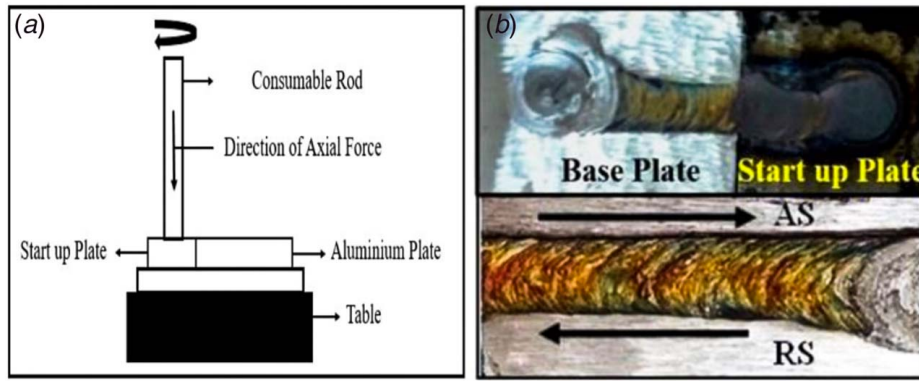 (a)
Consumable Rod
Direction of Axial Force
Start up Plate
Aluminium Plate
Table
(b)
Base Plate
Start up Plate
AS
RS